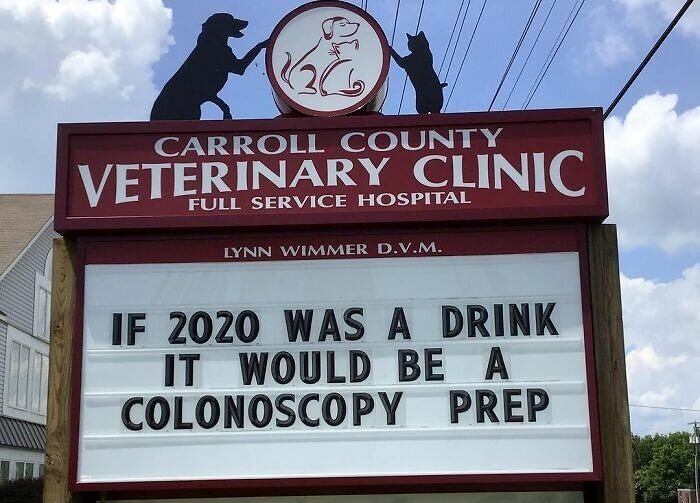 CARROLL COUNTY
VETERINARY CLINIC
FULL SERVICE HOSPITAL
LYNN WIMMER D.V.M.
IF 2020 WAS A DRINK
IT WOULD BE A
COLONOSCOPY PREP